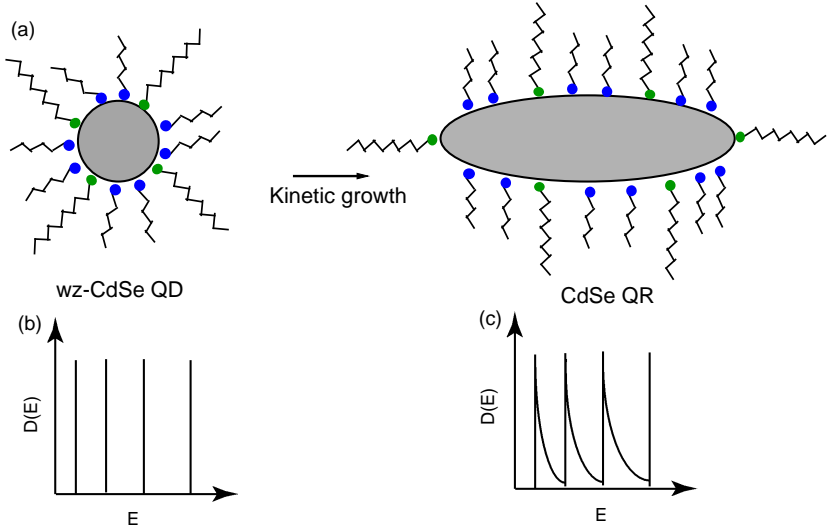 (a)
Kinetic growth
wz-CdSe QD
CdSe QR
(b)
D(E)
E
(c)
D(E)
E